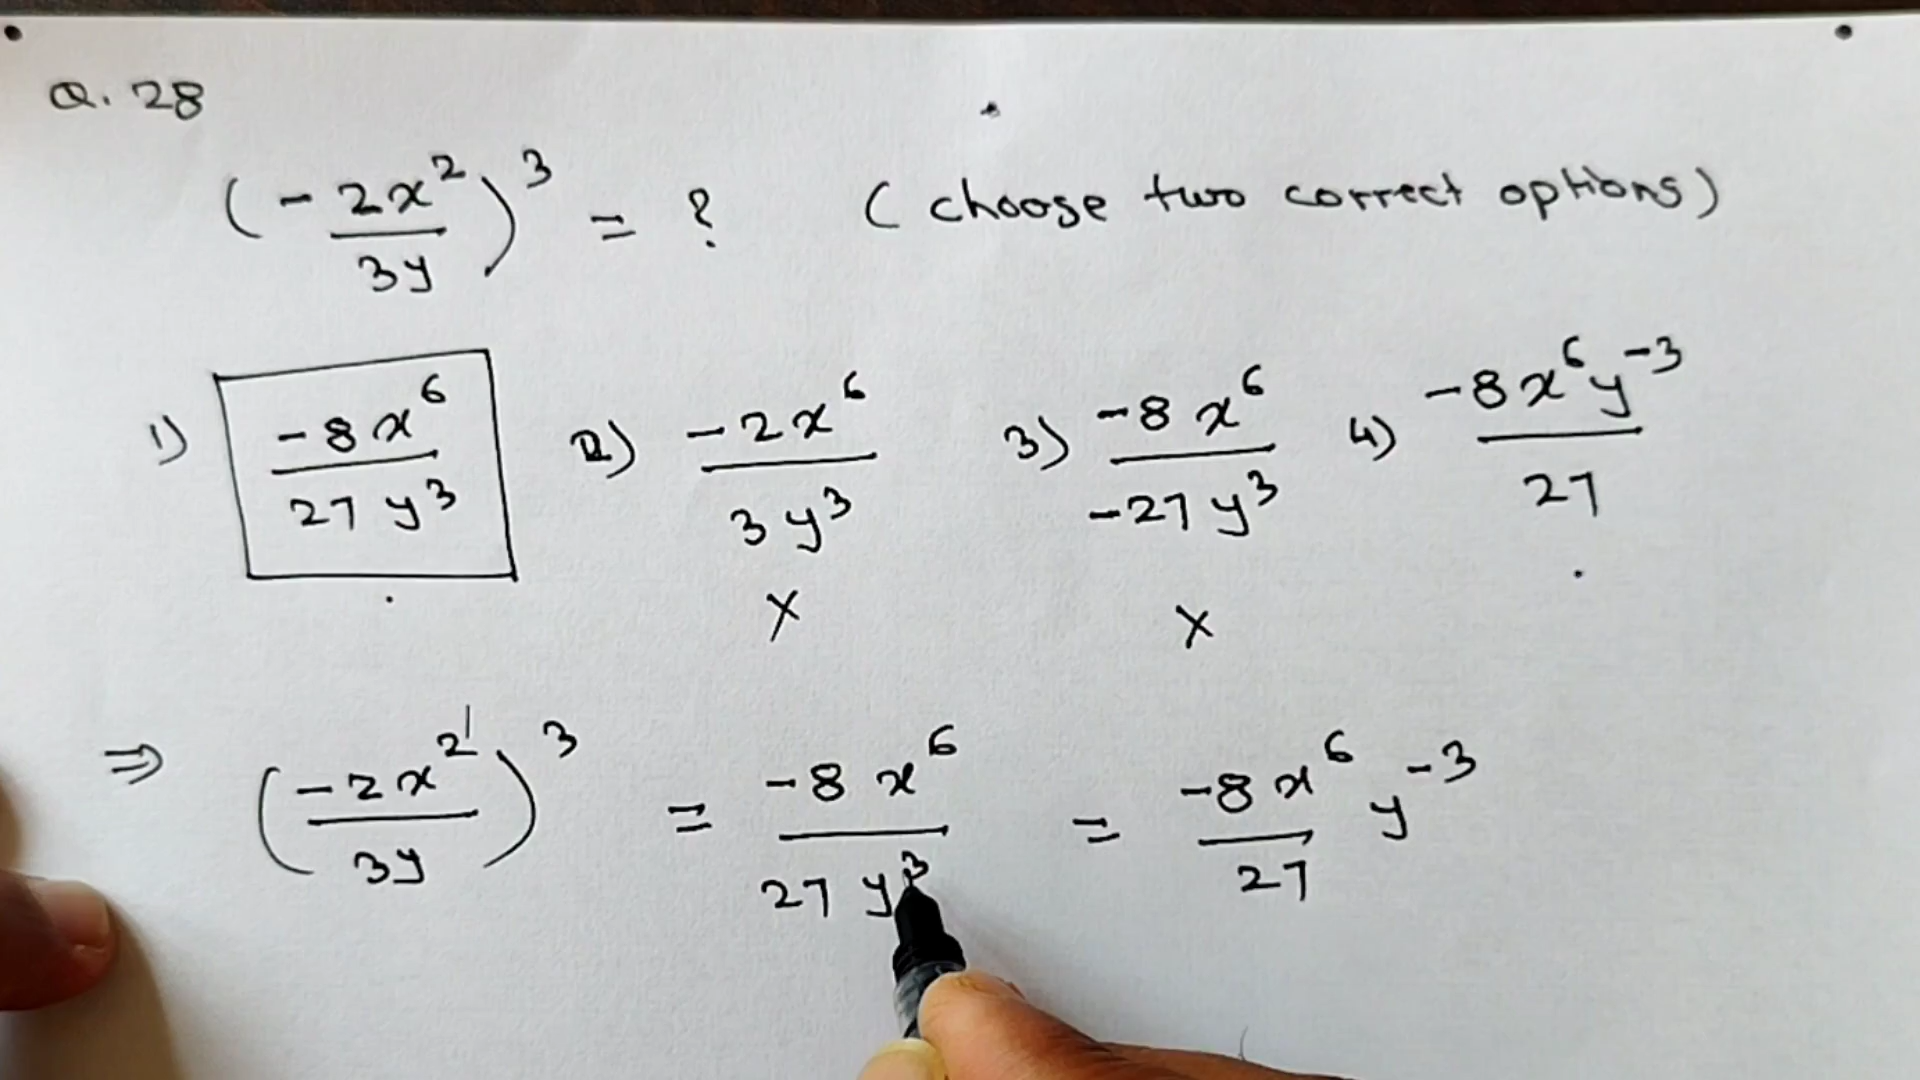 Q. 28
(-2x²/3y)³ = ? (choose two correct options)
1) -8x⁶/27y³ 2) -2x⁶/3y³ 3) -8x⁶/-27y³ 4) -8x⁶y⁻³/27
x x
⇒ (-2x²/3y)³ = -8x⁶/27y³ = -8x⁶/27 y⁻³